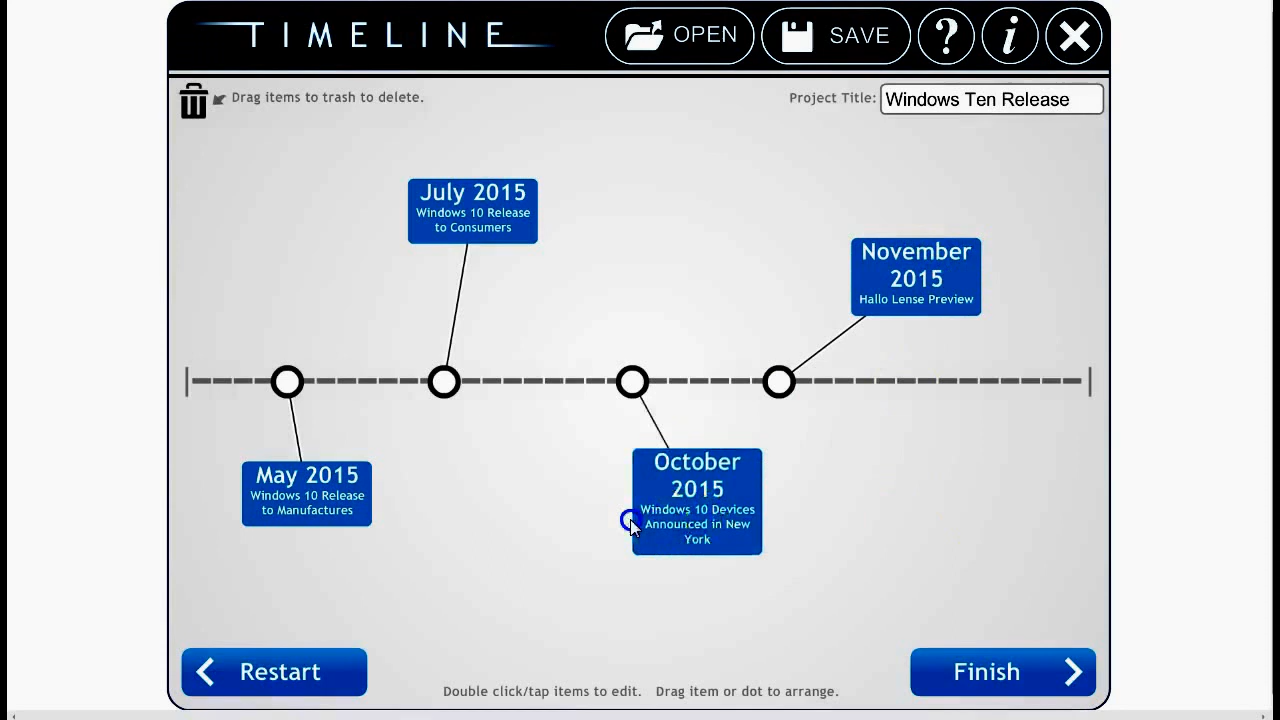 TIMELINE
OPEN
SAVE
?
i
Drag items to trash to delete.
Project Title: Windows Ten Release
July 2015
Windows 10 Release
to Consumers
November
2015
Hallo Lense Preview
May 2015
Windows 10 Release
to Manufactures
October
2015
Windows 10 Devices
Announced in New
York
Restart
Finish
Double click/tap items to edit. Drag item or dot to arrange.